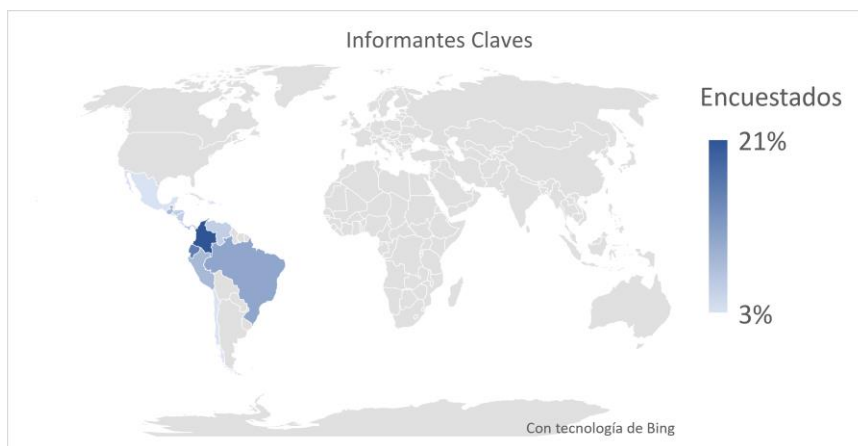 Informantes Claves
Encuestados
21%
3%
Con tecnología de Bing